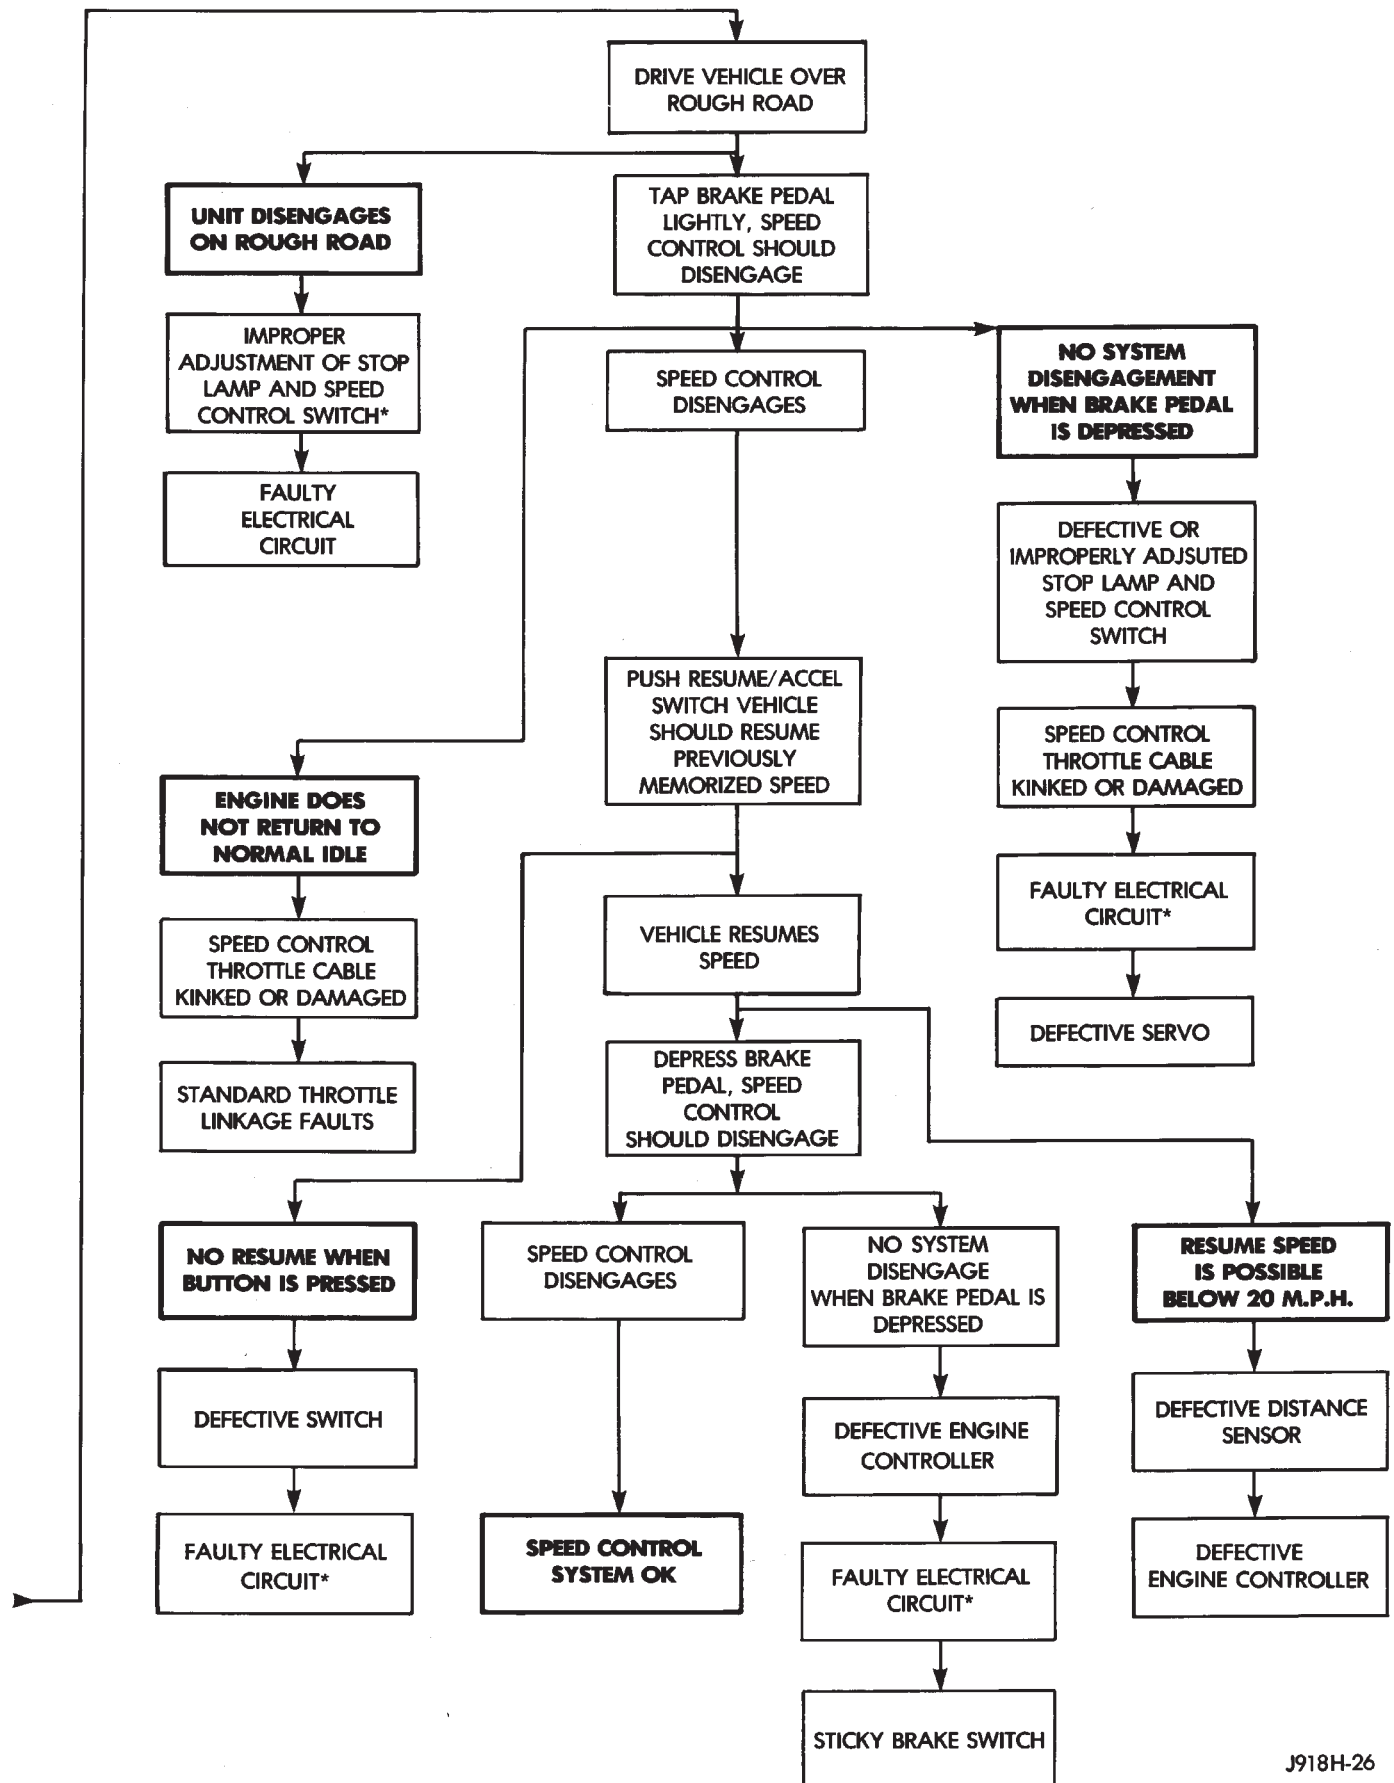 DRIVE VEHICLE OVER
ROUGH ROAD
UNIT DISENGAGES
ON ROUGH ROAD
TAP BRAKE PEDAL
LIGHTLY, SPEED
CONTROL SHOULD
DISENGAGE
IMPROPER
ADJUSTMENT OF STOP
LAMP AND SPEED
CONTROL SWITCH*
SPEED CONTROL
DISENGAGES
NO SYSTEM
DISENGAGEMENT
WHEN BRAKE PEDAL
IS DEPRESSED
FAULTY
ELECTRICAL
CIRCUIT
DEFECTIVE OR
IMPROPERLY ADJSUTED
STOP LAMP AND
SPEED CONTROL
SWITCH
PUSH RESUME/ACCEL
SWITCH VEHICLE
SHOULD RESUME
PREVIOUSLY
MEMORIZED SPEED
SPEED CONTROL
THROTTLE CABLE
KINKED OR DAMAGED
ENGINE DOES
NOT RETURN TO
NORMAL IDLE
FAULTY ELECTRICAL
CIRCUIT*
SPEED CONTROL
THROTTLE CABLE
KINKED OR DAMAGED
VEHICLE RESUMES
SPEED
DEFECTIVE SERVO
STANDARD THROTTLE
LINKAGE FAULTS
DEPRESS BRAKE
PEDAL, SPEED
CONTROL
SHOULD DISENGAGE
NO RESUME WHEN
BUTTON IS PRESSED
SPEED CONTROL
DISENGAGES
NO SYSTEM
DISENGAGE
WHEN BRAKE PEDAL IS
DEPRESSED
RESUME SPEED
IS POSSIBLE
BELOW 20 M.P.H.
DEFECTIVE SWITCH
DEFECTIVE ENGINE
CONTROLLER
DEFECTIVE DISTANCE
SENSOR
FAULTY ELECTRICAL
CIRCUIT*
SPEED CONTROL
SYSTEM OK
FAULTY ELECTRICAL
CIRCUIT*
DEFECTIVE
ENGINE CONTROLLER
STICKY BRAKE SWITCH
J918H-26